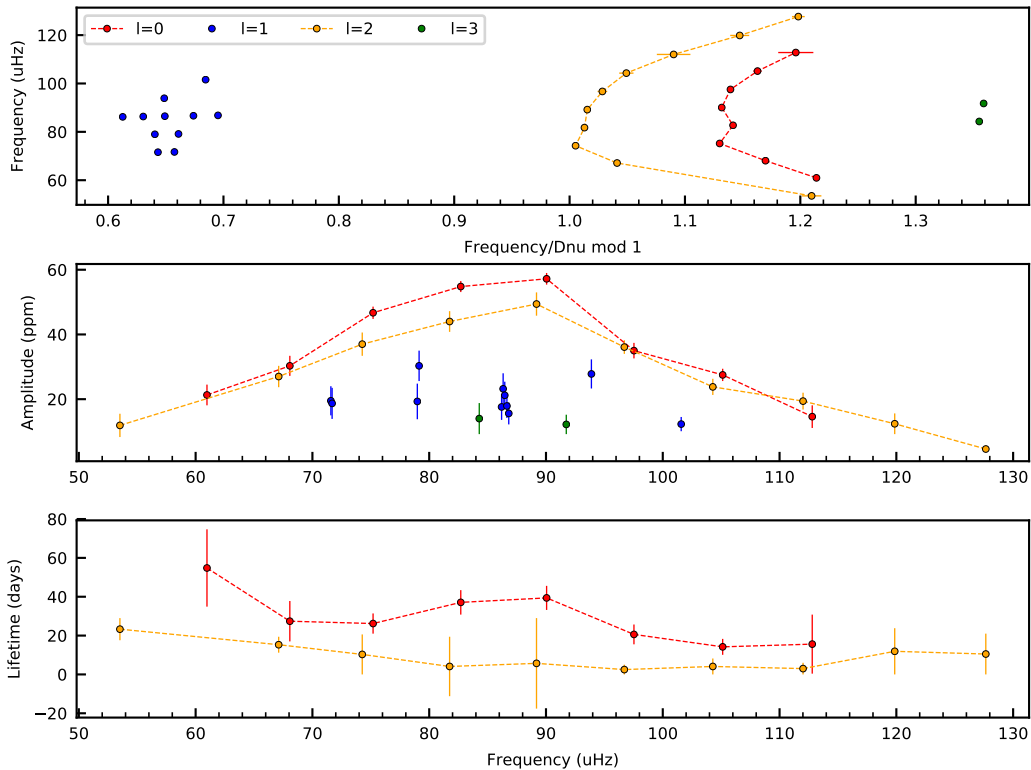 l=0 l=1 l=2 l=3
Frequency (uHz)
120
100
80
60
0.6 0.7 0.8 0.9 1.0 1.1 1.2 1.3
Frequency/Dnu mod 1
Amplitude (ppm)
60
40
20
50 60 70 80 90 100 110 120 130
Lifetime (days)
80
60
40
20
0
−20
50 60 70 80 90 100 110 120 130
Frequency (uHz)